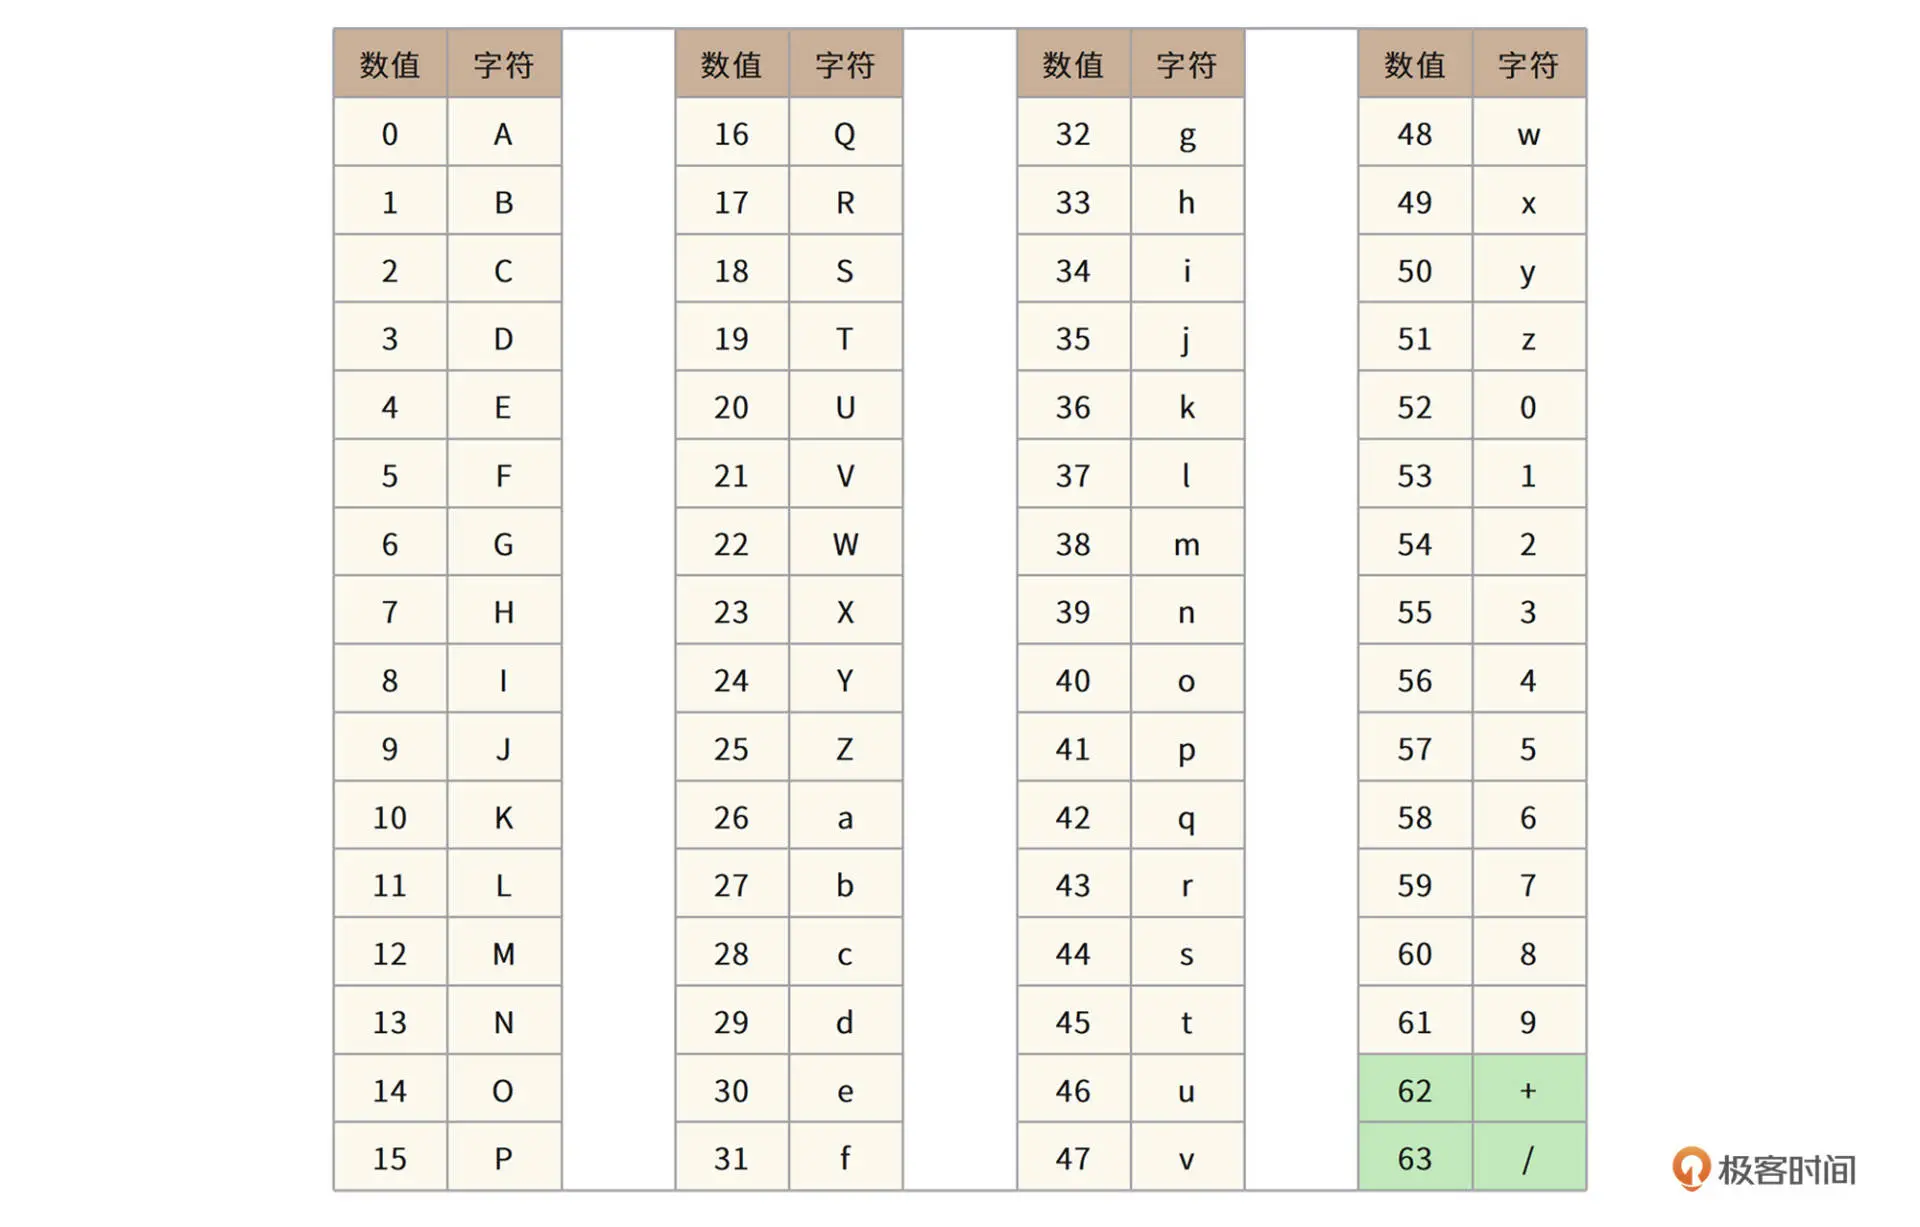 数值 字符 数值 字符 数值 字符 数值 字符
0 A 16 Q 32 g 48 w
1 B 17 R 33 h 49 x
2 C 18 S 34 i 50 y
3 D 19 T 35 j 51 z
4 E 20 U 36 k 52 0
5 F 21 V 37 l 53 1
6 G 22 W 38 m 54 2
7 H 23 X 39 n 55 3
8 I 24 Y 40 o 56 4
9 J 25 Z 41 p 57 5
10 K 26 a 42 q 58 6
11 L 27 b 43 r 59 7
12 M 28 c 44 s 60 8
13 N 29 d 45 t 61 9
14 O 30 e 46 u 62 +
15 P 31 f 47 v 63 /
极客时间